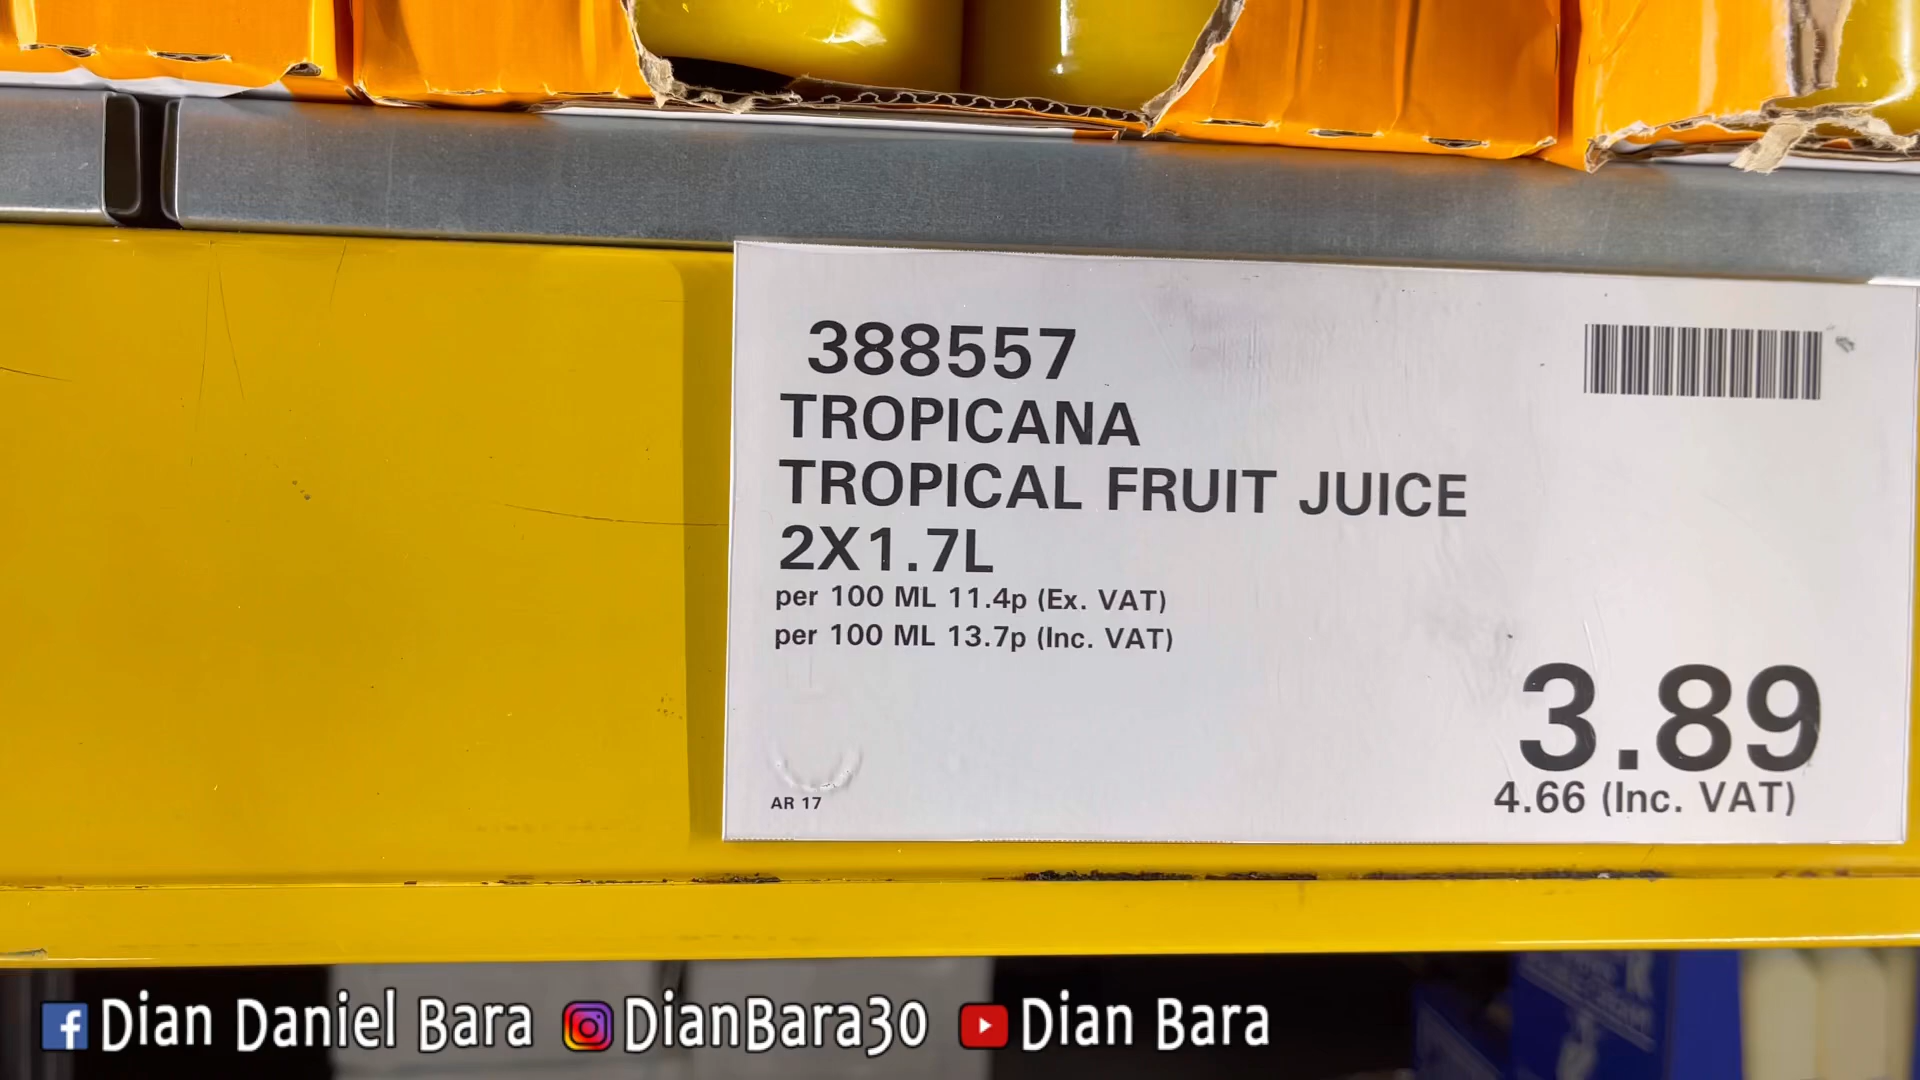 388557
TROPICANA
TROPICAL FRUIT JUICE
2X1.7L
per 100 ML 11.4p (Ex. VAT)
per 100 ML 13.7p (Inc. VAT)
3.89
4.66 (Inc. VAT)
AR 17
Dian Daniel Bara DianBara30 Dian Bara